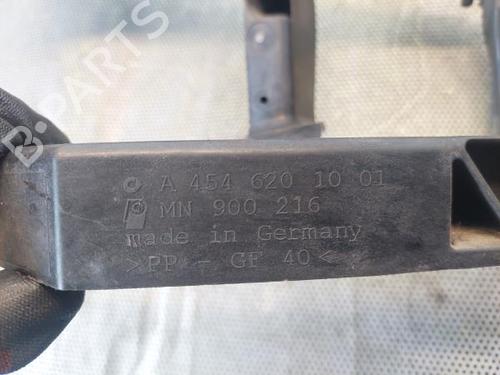 B-PARTS
A 454 620 10 01
MN 900 216
made in Germany
>PP - GF 40<